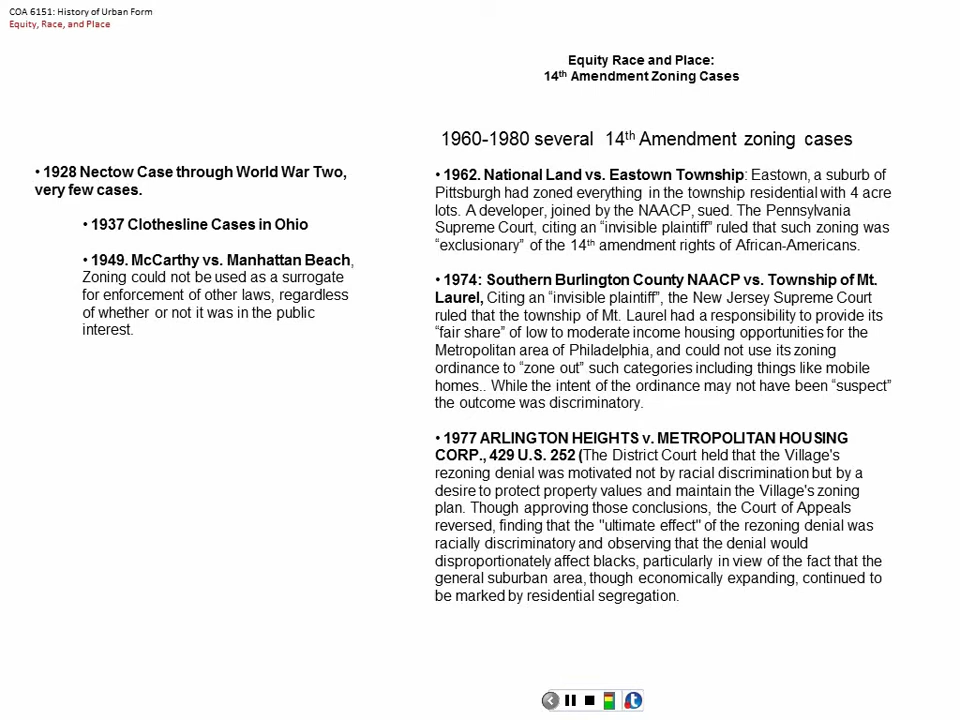 COA 6151: History of Urban Form
Equity, Race, and Place
Equity Race and Place:
14th Amendment Zoning Cases
• 1928 Nectow Case through World War Two,
very few cases.
• 1937 Clothesline Cases in Ohio
• 1949. McCarthy vs. Manhattan Beach,
Zoning could not be used as a surrogate
for enforcement of other laws, regardless
of whether or not it was in the public
interest.
1960-1980 several 14th Amendment zoning cases
• 1962. National Land vs. Eastown Township: Eastown, a suburb of
Pittsburgh had zoned everything in the township residential with 4 acre
lots. A developer, joined by the NAACP, sued. The Pennsylvania
Supreme Court, citing an “invisible plaintiff” ruled that such zoning was
“exclusionary” of the 14th amendment rights of African-Americans.
• 1974: Southern Burlington County NAACP vs. Township of Mt.
Laurel, Citing an “invisible plaintiff”, the New Jersey Supreme Court
ruled that the township of Mt. Laurel had a responsibility to provide its
“fair share” of low to moderate income housing opportunities for the
Metropolitan area of Philadelphia, and could not use its zoning
ordinance to “zone out” such categories including things like mobile
homes.. While the intent of the ordinance may not have been “suspect”
the outcome was discriminatory.
• 1977 ARLINGTON HEIGHTS v. METROPOLITAN HOUSING
CORP., 429 U.S. 252 (The District Court held that the Village's
rezoning denial was motivated not by racial discrimination but by a
desire to protect property values and maintain the Village's zoning
plan. Though approving those conclusions, the Court of Appeals
reversed, finding that the "ultimate effect" of the rezoning denial was
racially discriminatory and observing that the denial would
disproportionately affect blacks, particularly in view of the fact that the
general suburban area, though economically expanding, continued to
be marked by residential segregation.